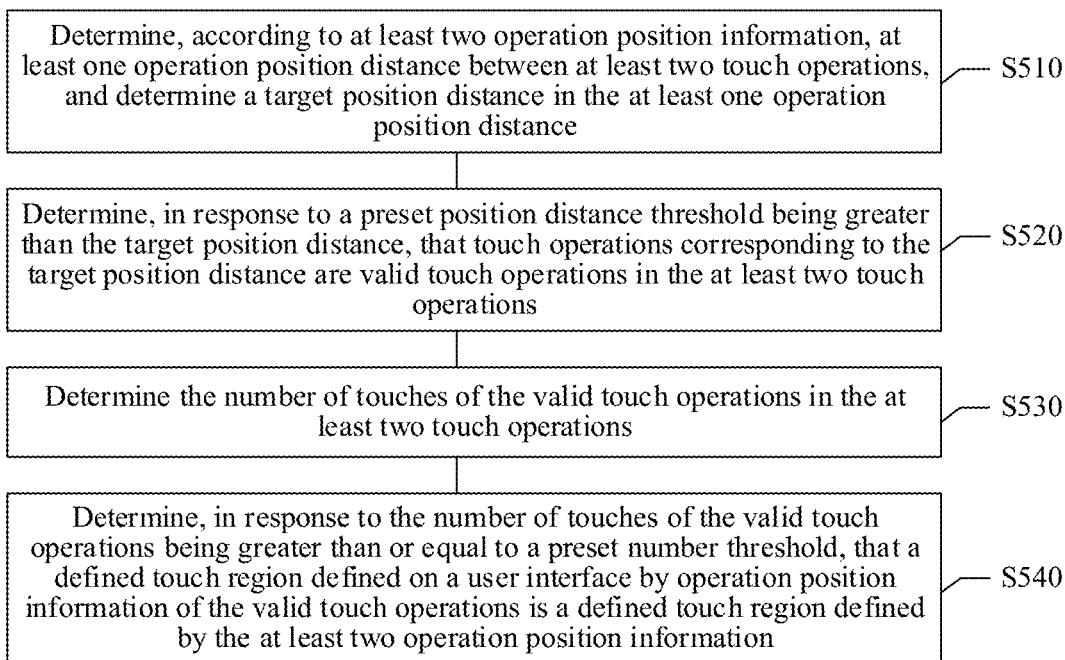 Determine, according to at least two operation position information, at
least one operation position distance between at least two touch operations,
and determine a target position distance in the at least one operation
position distance
S510
Determine, in response to a preset position distance threshold being greater
than the target position distance, that touch operations corresponding to the
target position distance are valid touch operations in the at least two touch
operations
S520
Determine the number of touches of the valid touch operations in the at
least two touch operations
S530
Determine, in response to the number of touches of the valid touch
operations being greater than or equal to a preset number threshold, that a
defined touch region defined on a user interface by operation position
information of the valid touch operations is a defined touch region defined
by the at least two operation position information
S540